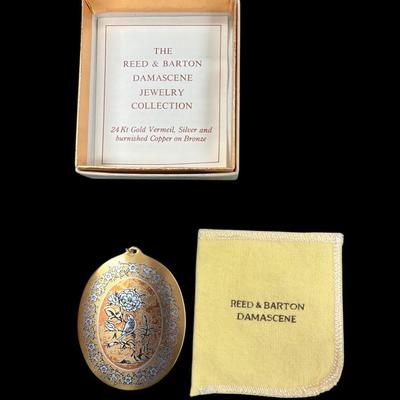 THE
REED & BARTON
DAMASCENE
JEWELRY
COLLECTION
24 Kt Gold Vermeil, Silver and
burnished Copper on Bronze
REED & BARTON
DAMASCENE